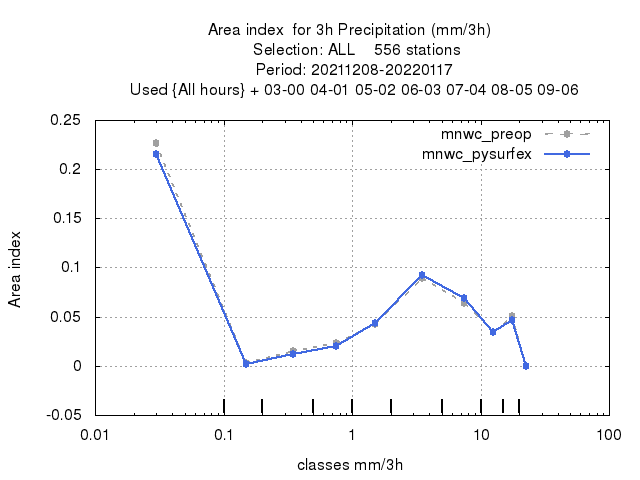 Area index  for 3h Precipitation (mm/3h)
Selection: ALL    556 stations
Period: 20211208-20220117
Used {All hours} + 03-00 04-01  05-02  06-03  07-04  08-05 09-06
0.25
mnwc_preop
mnwc_pysurfex
0.2
0.15
0.1
0.05
0
-0.05
Area index
0.01
0.1
1
10
100
classes mm/3h